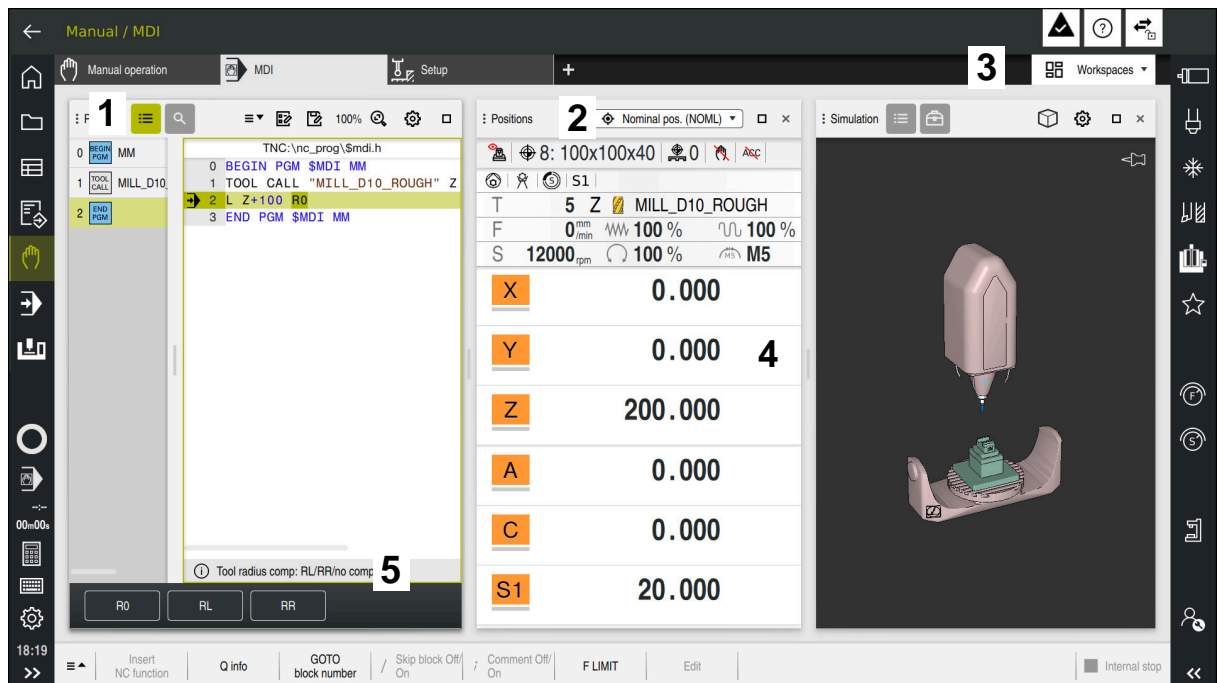 Manual / MDI
Manual operation
MDI
Setup
3
Workspaces
1
100%
2
Positions
Nominal pos. (NOML)
Simulation
0 BEGIN PGM MM
1 TOOL CALL MILL_D10_
2 END PGM
TNC:\nc_prog\$mdi.h
0 BEGIN PGM $MDI MM
1 TOOL CALL "MILL_D10_ROUGH" Z
2 L Z+100 R0
3 END PGM $MDI MM
8: 100x100x40 0 ACC
S S1
T 5 Z MILL_D10_ROUGH
F 0 mm/min 100 % 100 %
S 12000 rpm 100 % M5 M5
X 0.000
Y 0.000
4
Z 200.000
A 0.000
C 0.000
S1 20.000
Tool radius comp: RL/RR/no comp
5
R0
RL
RR
F
S
--:--
00m00s
18:19
Insert
NC function
Q info
GOTO
block number
Skip block Off/
On
Comment Off/
On
F LIMIT
Edit
Internal stop